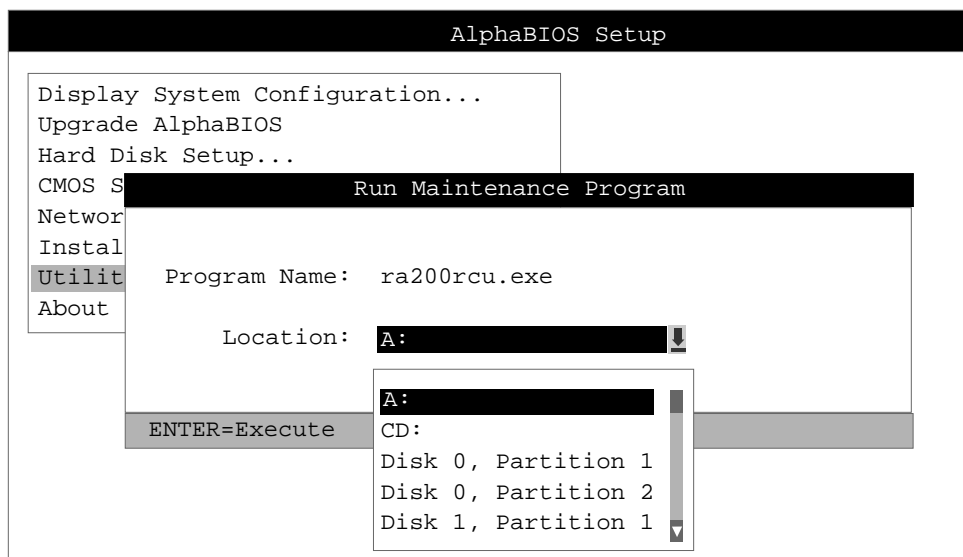 AlphaBIOS Setup
Display System Configuration...
Upgrade AlphaBIOS
Hard Disk Setup...
CMOS S
Networ
Instal
Utilit
About
Run Maintenance Program
Program Name: ra200rcu.exe
Location: A:
A:
CD:
Disk 0, Partition 1
Disk 0, Partition 2
Disk 1, Partition 1
ENTER=Execute